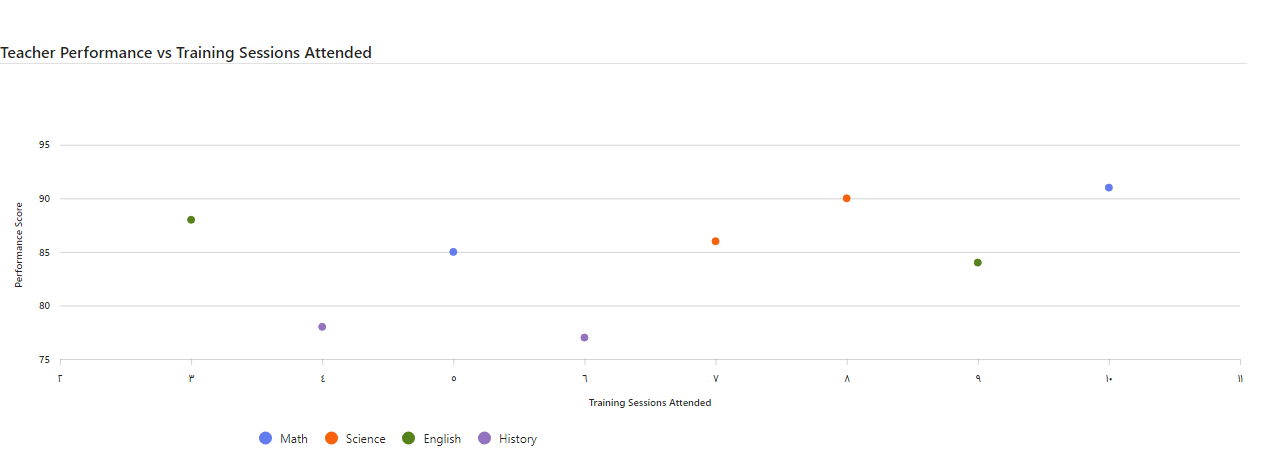 Teacher Performance vs Training Sessions Attended
95
90
85
80
75
Performance Score
٢ ٣ ٤ ٥ ٦ ٧ ٨ ٩ ١٠ ١١
Training Sessions Attended
Math Science English History